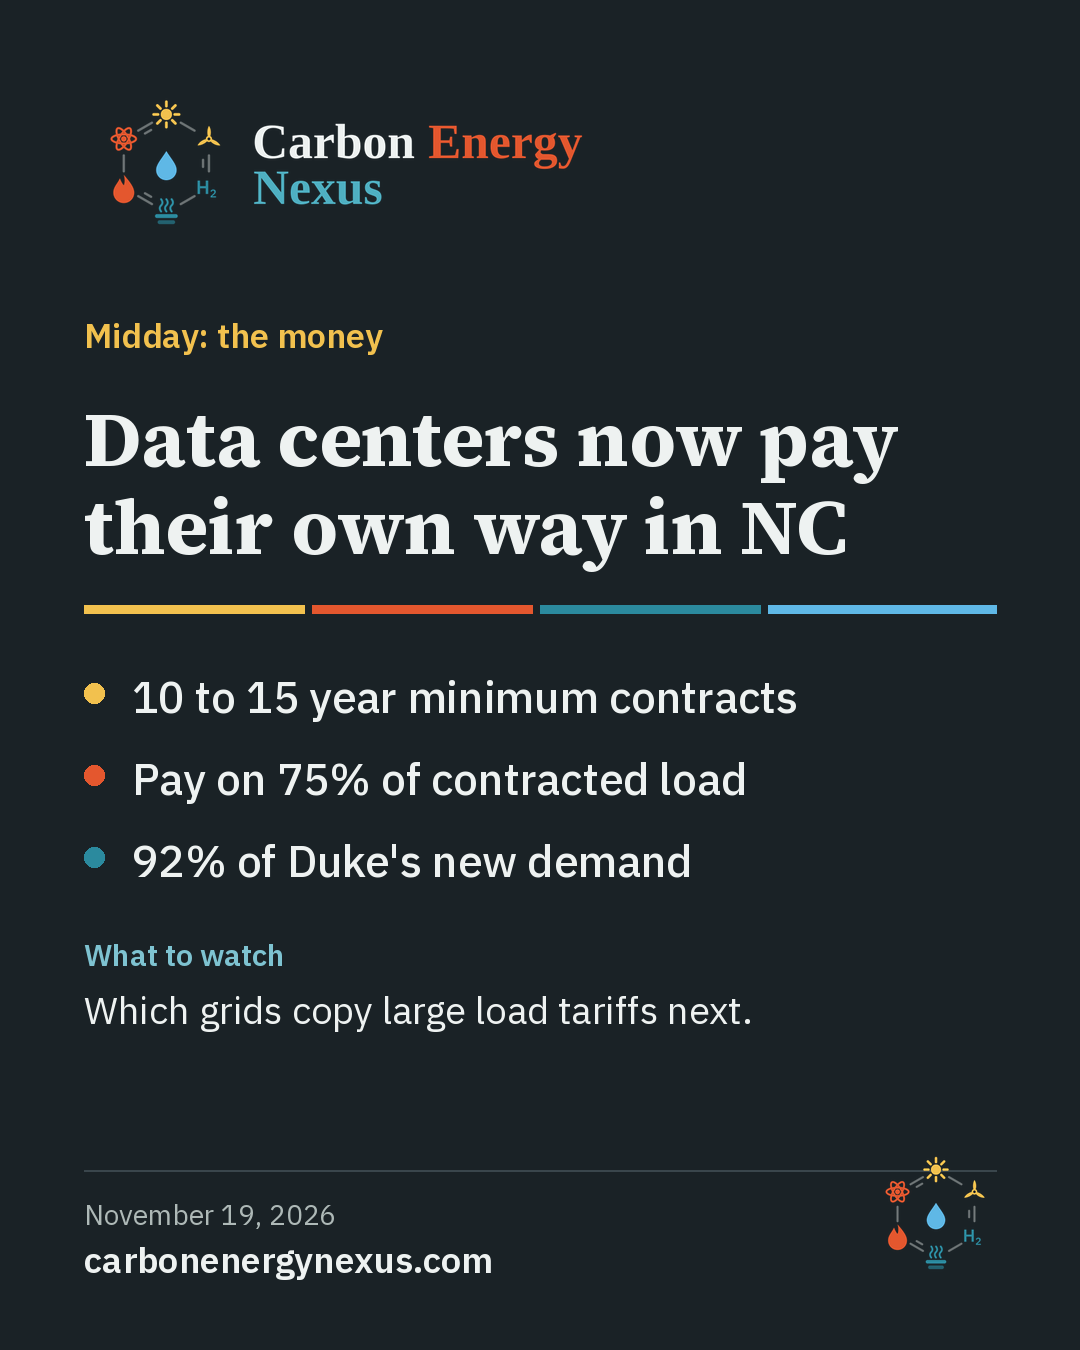 Carbon Energy
Nexus
H₂
Midday: the money
Data centers now pay
their own way in NC
10 to 15 year minimum contracts
Pay on 75% of contracted load
92% of Duke's new demand
What to watch
Which grids copy large load tariffs next.
November 19, 2026
carbonenergynexus.com
H₂